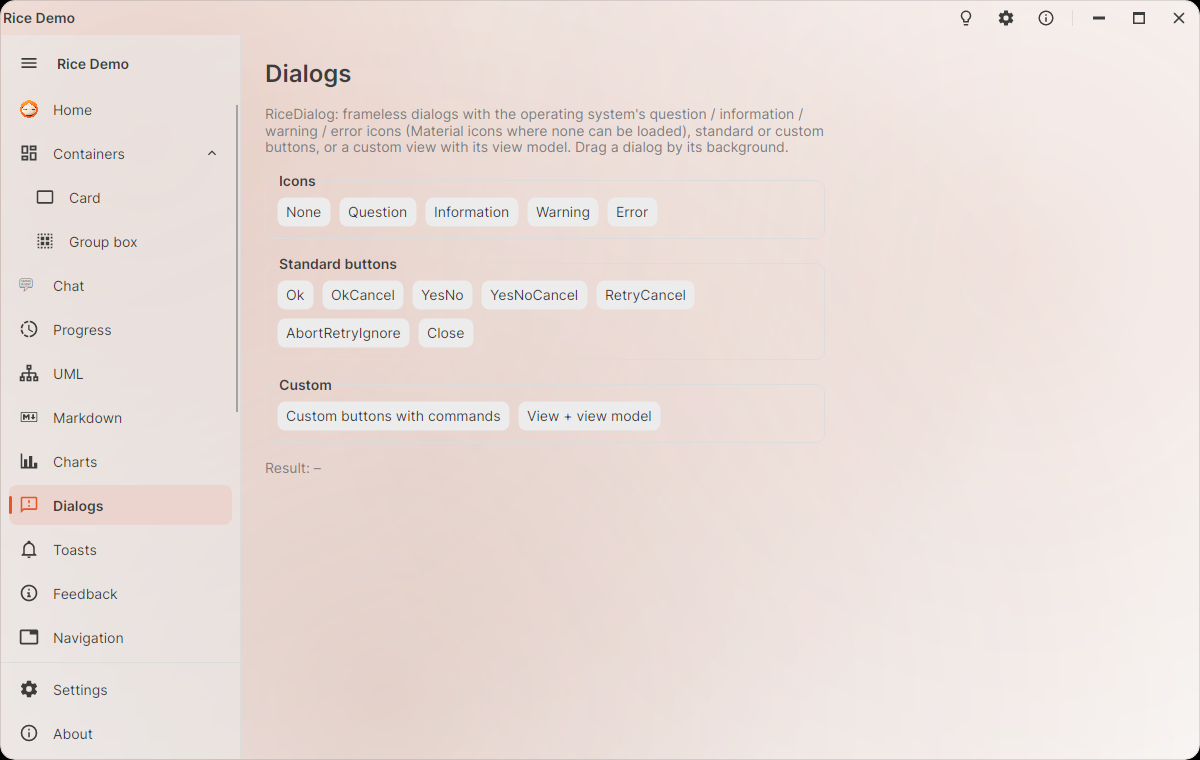 Rice Demo
Rice Demo
Home
Containers
Card
Group box
Chat
Progress
UML
Markdown
Charts
Dialogs
Toasts
Feedback
Navigation
Settings
About
Dialogs
RiceDialog: frameless dialogs with the operating system's question / information /
warning / error icons (Material icons where none can be loaded), standard or custom
buttons, or a custom view with its view model. Drag a dialog by its background.
Icons
None Question Information Warning Error
Standard buttons
Ok OkCancel YesNo YesNoCancel RetryCancel
AbortRetryIgnore Close
Custom
Custom buttons with commands View + view model
Result: –